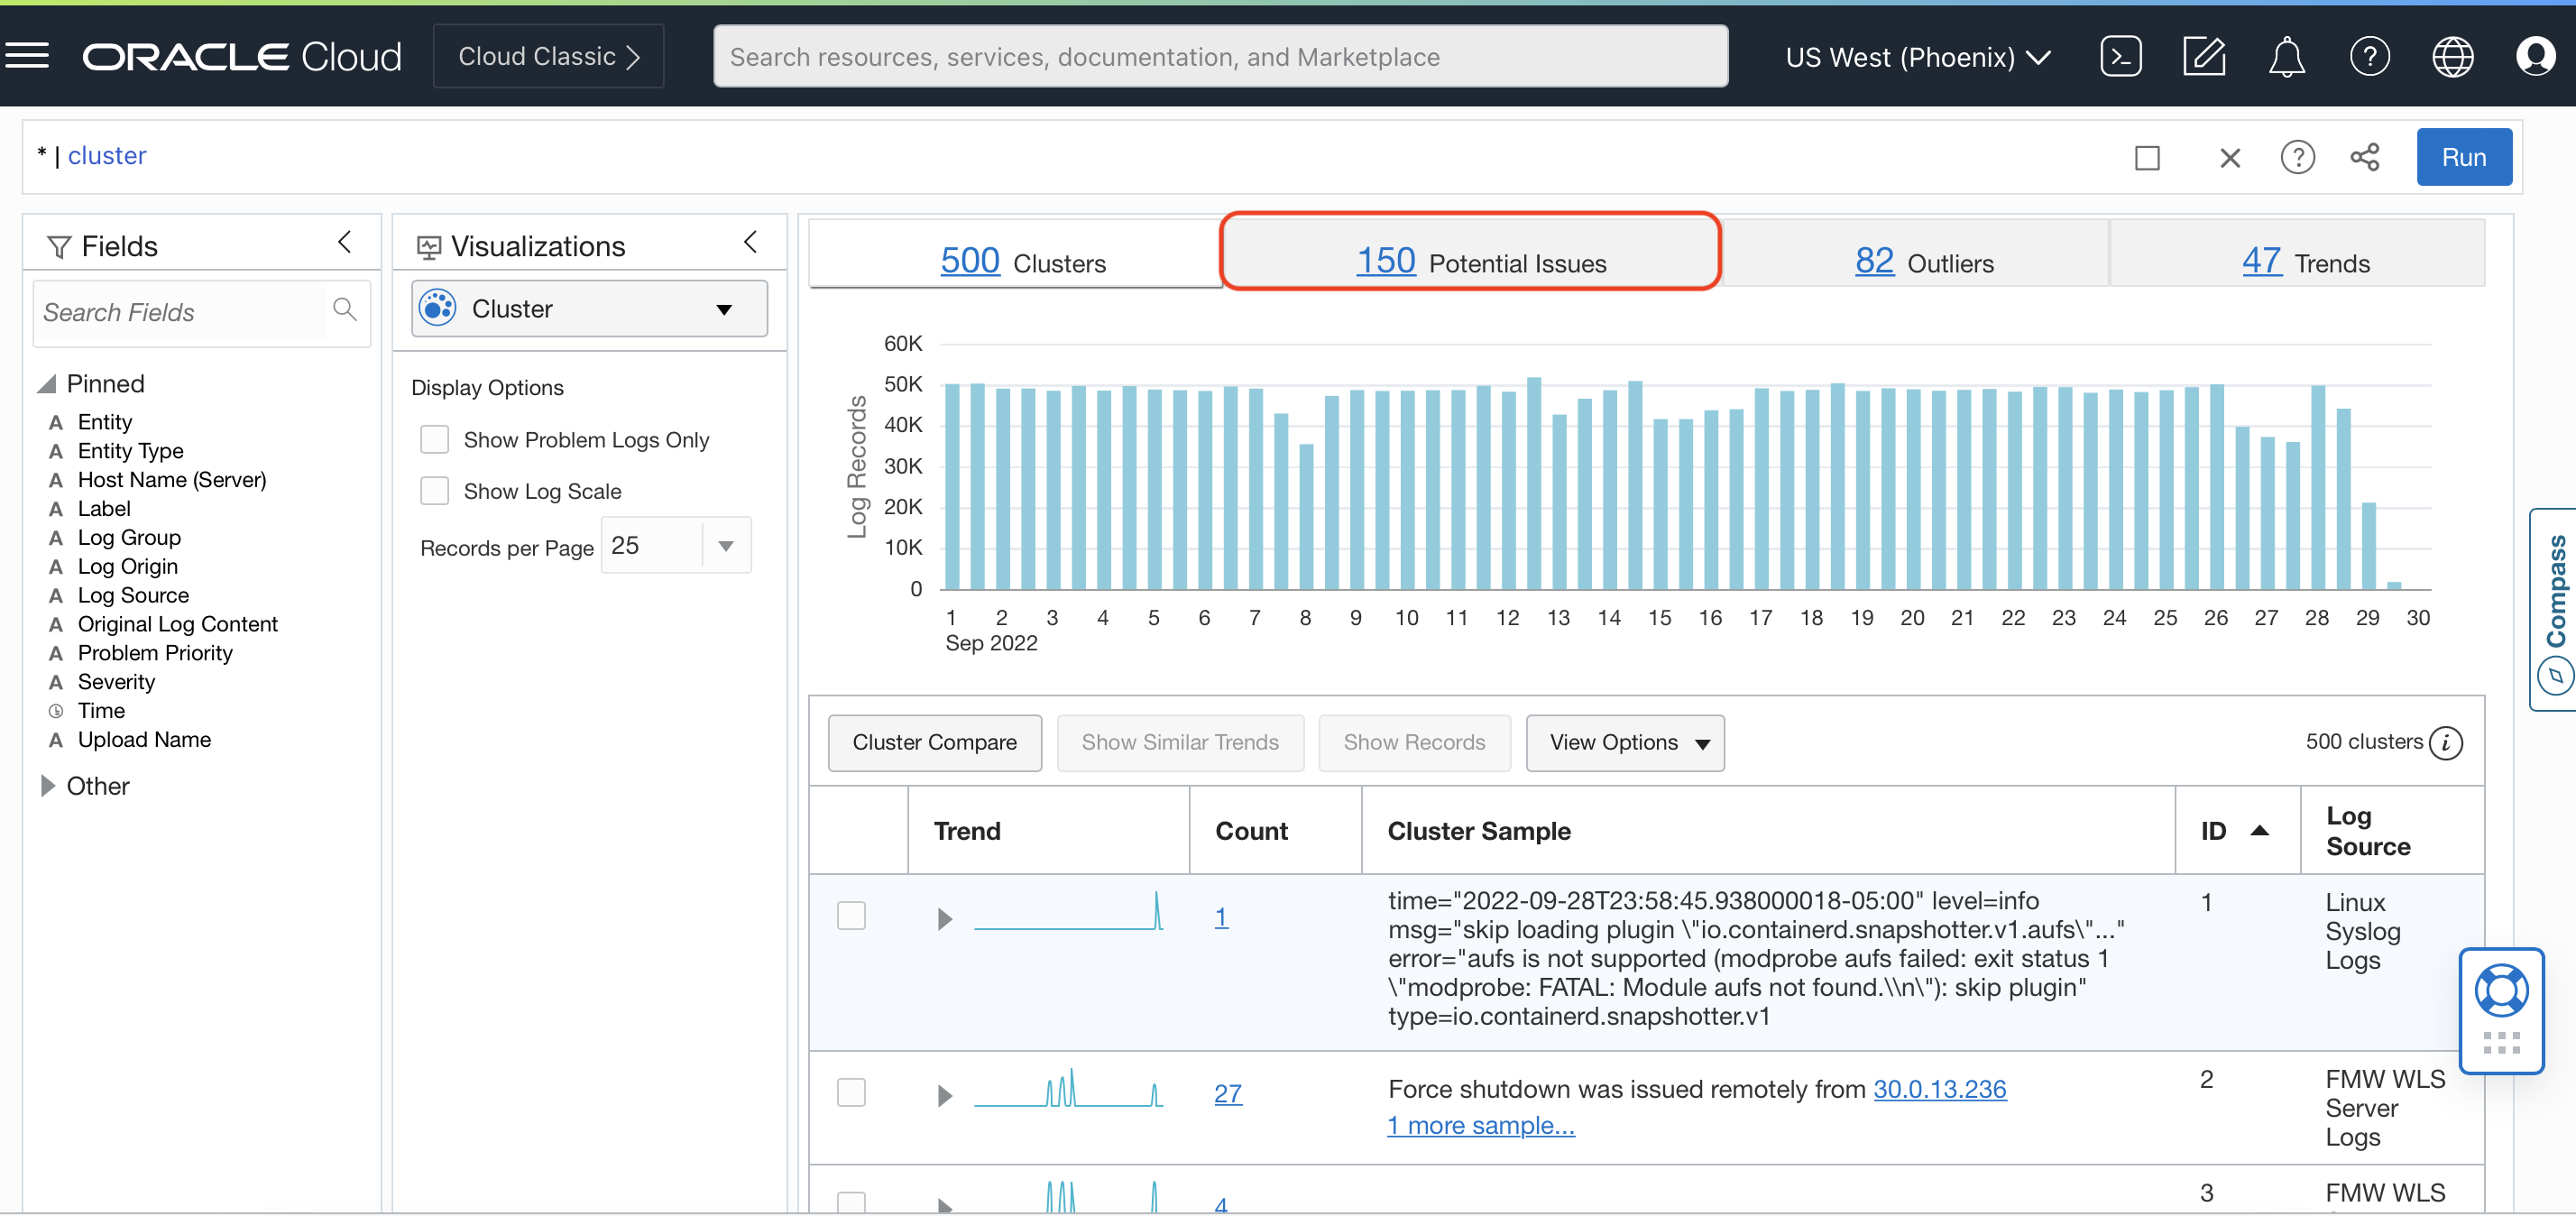 ORACLE Cloud
Cloud Classic
Search resources, services, documentation, and Marketplace
US West (Phoenix)
* | cluster
Run
Fields
Search Fields
Pinned
A Entity
A Entity Type
A Host Name (Server)
A Label
A Log Group
A Log Origin
A Log Source
A Original Log Content
A Problem Priority
A Severity
Time
A Upload Name
Other
Visualizations
Cluster
Display Options
Show Problem Logs Only
Show Log Scale
Records per Page 25
500 Clusters
150 Potential Issues
82 Outliers
47 Trends
Log Records
60K
50K
40K
30K
20K
10K
0
1 2 3 4 5 6 7 8 9 10 11 12 13 14 15 16 17 18 19 20 21 22 23 24 25 26 27 28 29 30
Sep 2022
Compass
Cluster Compare
Show Similar Trends
Show Records
View Options
500 clusters
Trend
Count
Cluster Sample
ID
Log
Source
1
time="2022-09-28T23:58:45.938000018-05:00" level=info
msg="skip loading plugin \"io.containerd.snapshotter.v1.aufs\"..."
error="aufs is not supported (modprobe aufs failed: exit status 1
\"modprobe: FATAL: Module aufs not found.\\n\"): skip plugin"
type=io.containerd.snapshotter.v1
1
Linux
Syslog
Logs
27
Force shutdown was issued remotely from 30.0.13.236
1 more sample...
2
FMW WLS
Server
Logs
4
3
FMW WLS